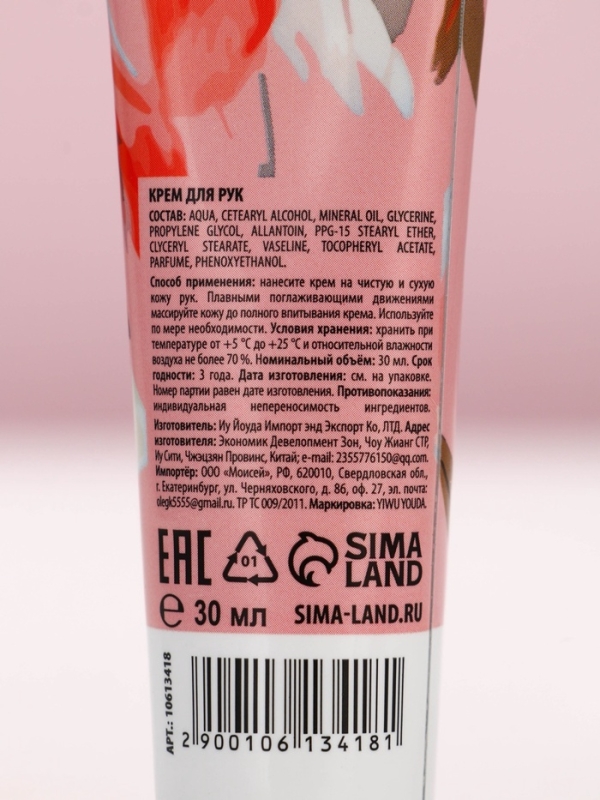 КРЕМ ДЛЯ РУК
СОСТАВ: AQUA, CETEARYL ALCOHOL, MINERAL OIL, GLYCERINE,
PROPYLENE GLYCOL, ALLANTOIN, PPG-15 STEARYL ETHER,
CLYCERYL STEARATE, VASELINE, TOCOPHERYL ACETATE,
PARFUME, PHENOXYETHANOL.
Способ применения: нанесите крем на чистую и сухую
кожу рук. Плавными поглаживающими движениями
массируйте кожу до полного впитывания крема. Используйте
по мере необходимости. Условия хранения: хранить при
температуре от +5 °С до +25 °С и относительной влажности
воздуха не более 70 %. Номинальный объём: 30 мл. Срок
годности: 3 года. Дата изготовления: см. на упаковке.
Номер партии равен дате изготовления. Противопоказания:
индивидуальная непереносимость ингредиентов.
Изготовитель: Иу Йоуда Импорт энд Экспорт Ко, ЛТД. Адрес
изготовителя: Экономик Девелопмент Зон, Чоу Жианг СТР,
Иу Сити, Чжэцзян Провинс, Китай; e-mail: 2355776150@qq.com.
Импортёр: ООО «Моисей», РФ, 620010, Свердловская обл.,
г. Екатеринбург, ул. Черняховского, д. 86, оф. 27, эл. почта:
olegk5555@gmail.ru. ТР ТС 009/2011. Маркировка: YIWU YOUDA.
EAC 01 SIMA
LAND
e 30 мл SIMA-LAND.RU
АРТ.: 10613418
2 900106 134181